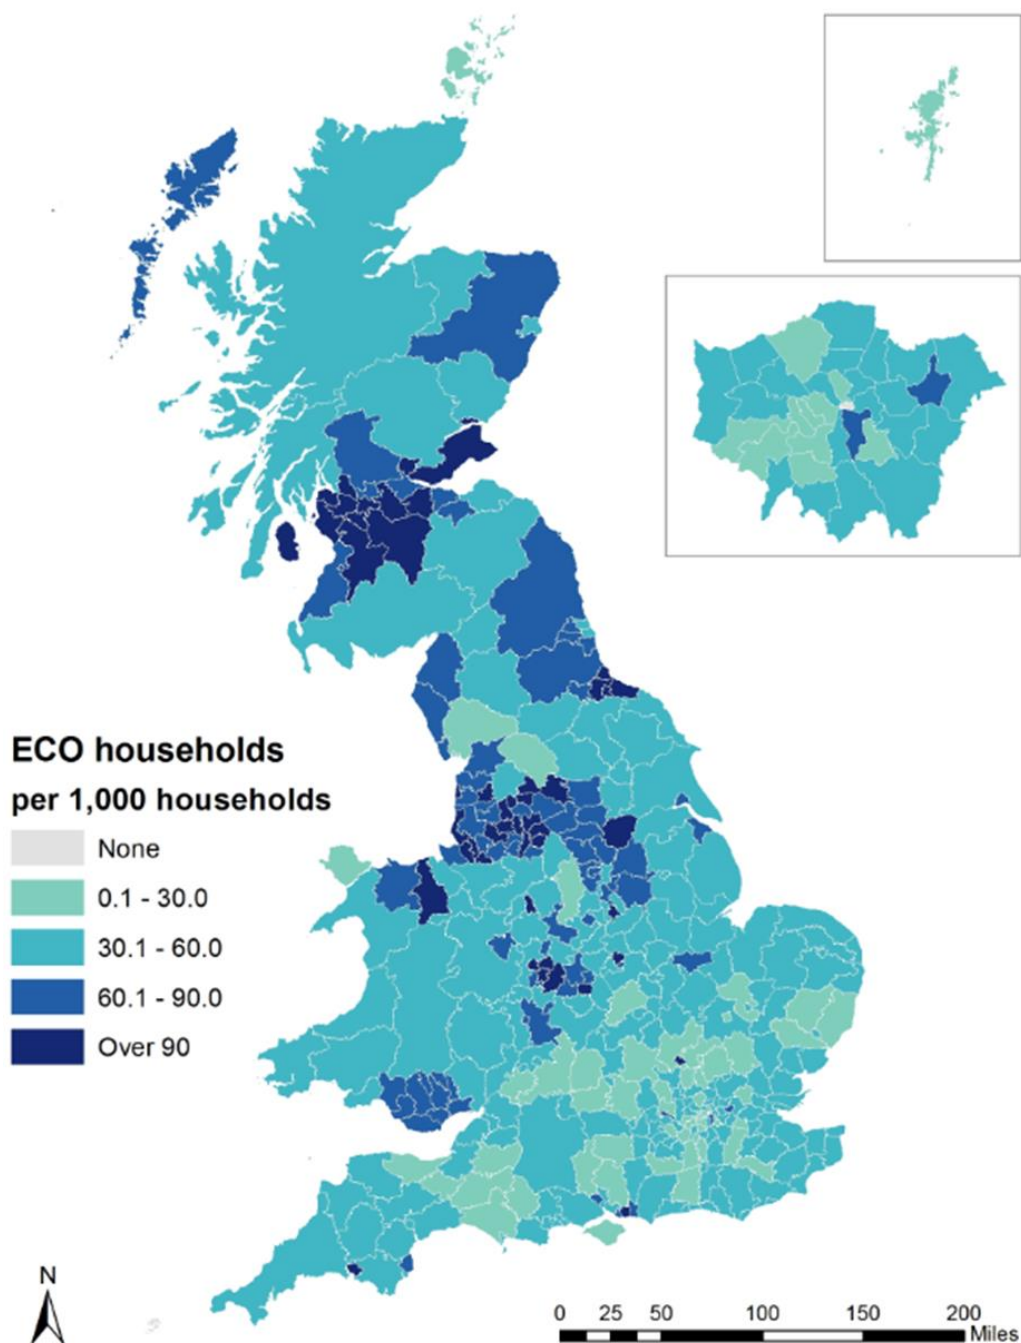 ECO households
per 1,000 households
None
0.1 - 30.0
30.1 - 60.0
60.1 - 90.0
Over 90
N
0 25 50 100 150 200
Miles